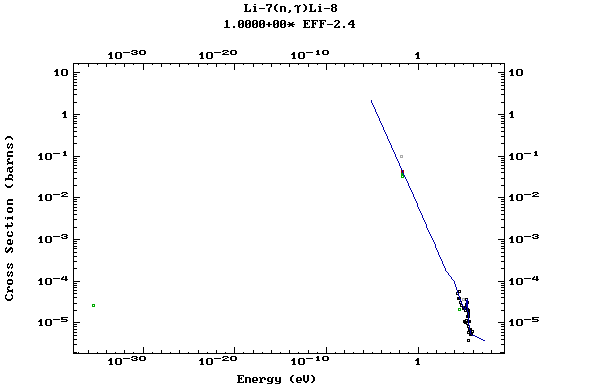 Li-7(n,γ)Li-8
1.0000+00* EFF-2.4
10⁻³⁰ 10⁻²⁰ 10⁻¹⁰ 1
10 10
1 1
10⁻¹ 10⁻¹
10⁻² 10⁻²
10⁻³ 10⁻³
10⁻⁴ 10⁻⁴
10⁻⁵ 10⁻⁵
Cross Section (barns)
10⁻³⁰ 10⁻²⁰ 10⁻¹⁰ 1
Energy (eV)